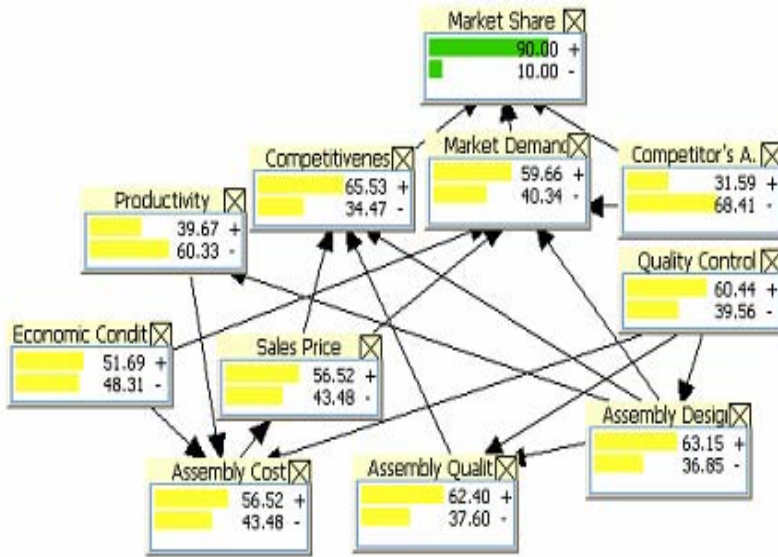 Market Share
90.00 +
10.00 -
Competitivenes
65.53 +
34.47 -
Market Demand
59.66 +
40.34 -
Competitor's A.
31.59 +
68.41 -
Productivity
39.67 +
60.33 -
Quality Control
60.44 +
39.56 -
Economic Condit
51.69 +
48.31 -
Sales Price
56.52 +
43.48 -
Assembly Desig
63.15 +
36.85 -
Assembly Cost
56.52 +
43.48 -
Assembly Qualit
62.40 +
37.60 -